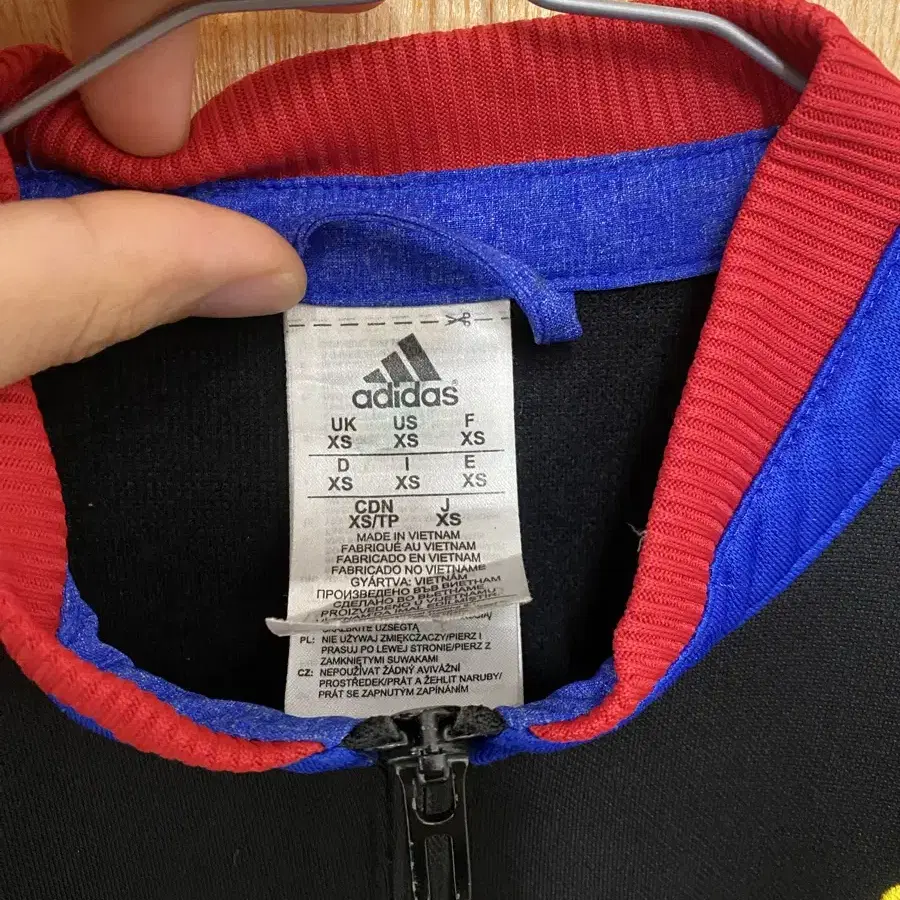 adidas
UK US F
XS XS XS
D I E
XS XS XS
CDN J
XS/TP XS
MADE IN VIETNAM
FABRIQUÉ AU VIETNAM
FABRICADO EN VIETNAM
FABRICADO NO VIETNAME
GYÁRTVA: VIETNÁM
ПРОИЗВЕДЕНО ВЪВ ВИЕТНАМ
СДЕЛАНО ВО ВЬЕТНАМЕ
PROIZVEDENO U VIJETNAMU
UZSEGTĄ
PL: NIE UŻYWAJ ZMIĘKCZACZY/PIERZ I
PRASUJ PO LEWEJ STRONIE/PIERZ Z
ZAMKNIĘTYMI SUWAKAMI
CZ: NEPOUŽÍVAT ŽÁDNÝ AVIVÁŽNÍ
PROSTŘEDEK/PRÁT A ŽEHLIT NARUBY/
PRÁT SE ZAPNUTÝM ZAPÍNÁNÍM